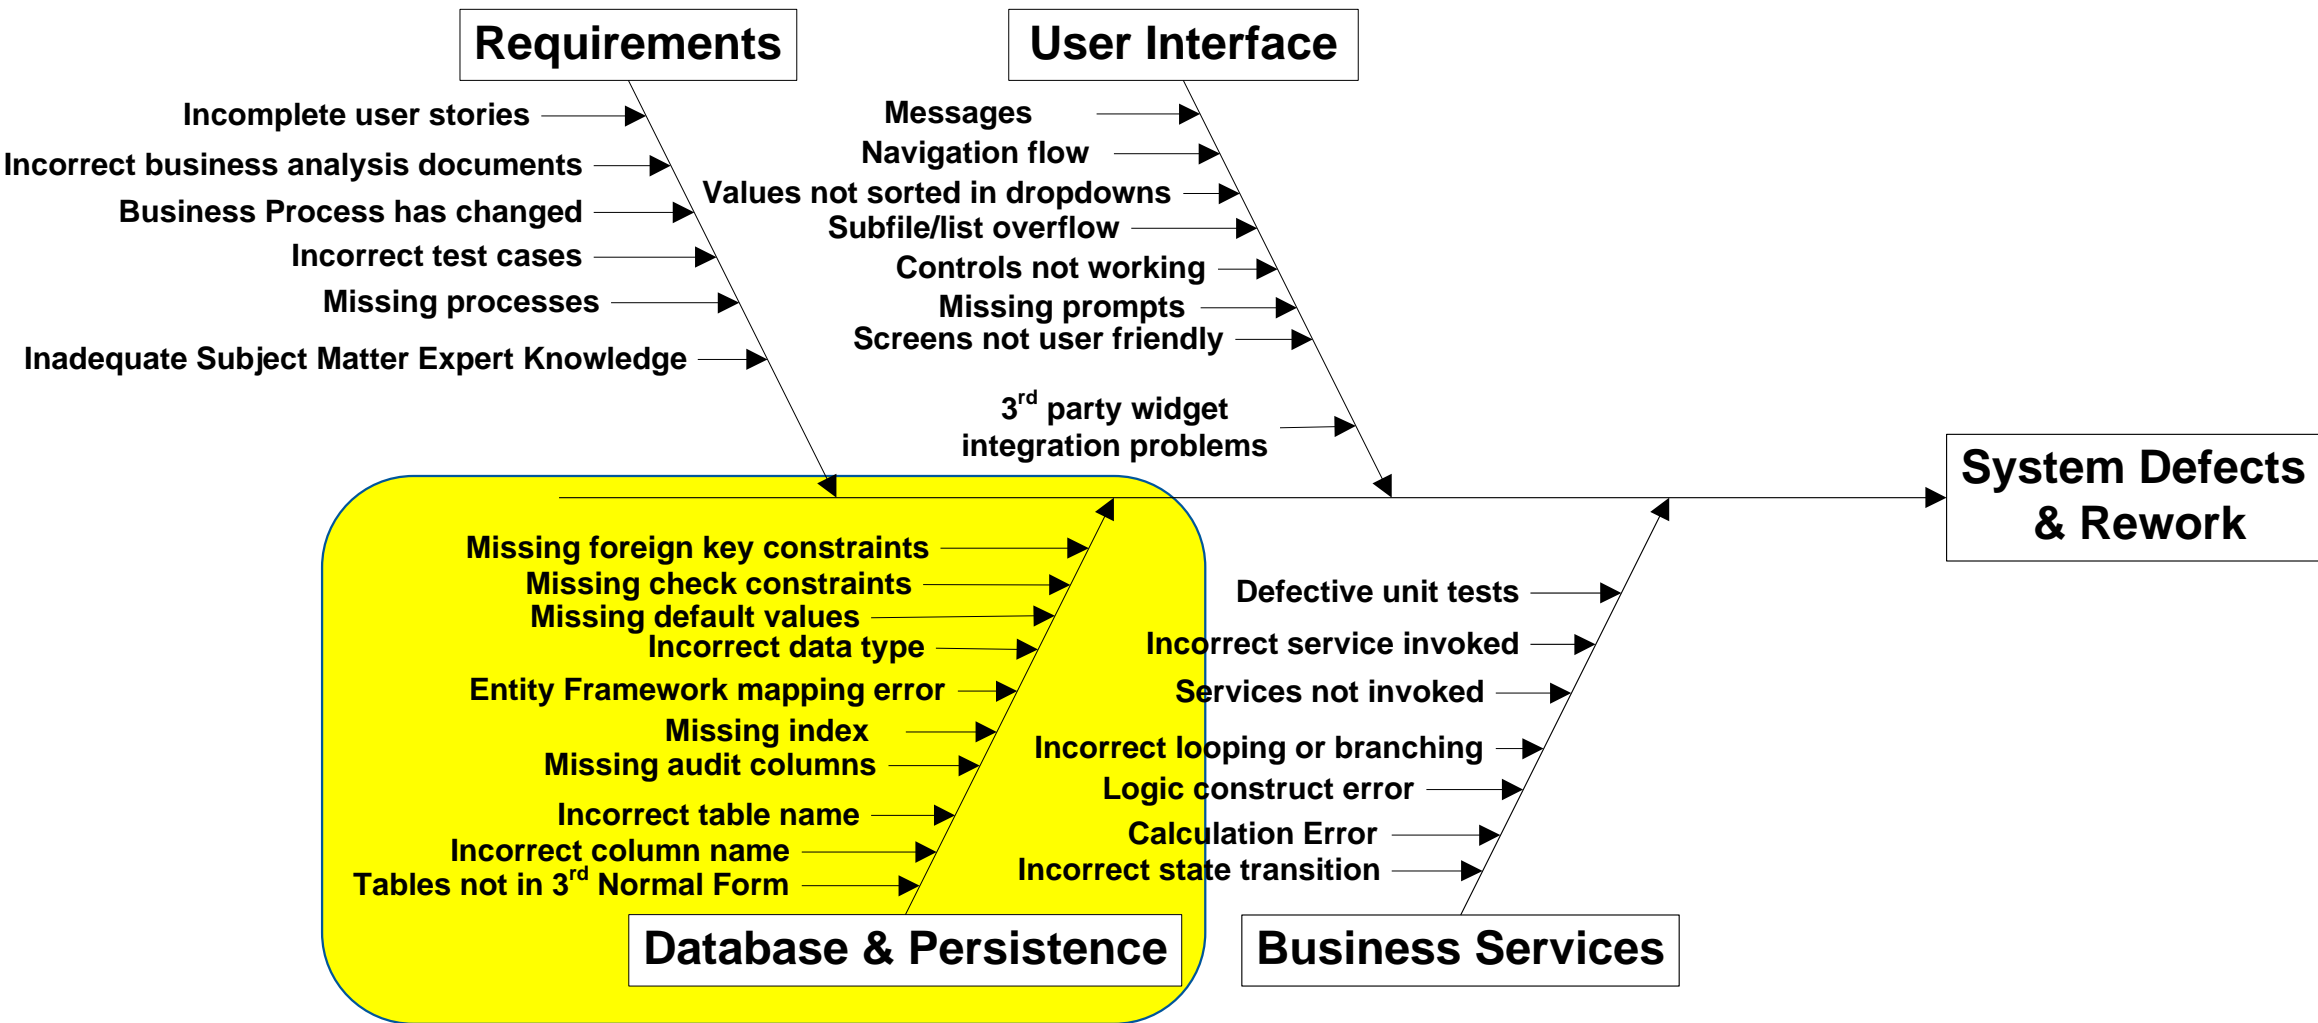 Requirements
Incomplete user stories
Incorrect business analysis documents
Business Process has changed
Incorrect test cases
Missing processes
Inadequate Subject Matter Expert Knowledge
User Interface
Messages
Navigation flow
Values not sorted in dropdowns
Subfile/list overflow
Controls not working
Missing prompts
Screens not user friendly
3rd party widget
integration problems
System Defects
& Rework
Missing foreign key constraints
Missing check constraints
Missing default values
Incorrect data type
Entity Framework mapping error
Missing index
Missing audit columns
Incorrect table name
Incorrect column name
Tables not in 3rd Normal Form
Database & Persistence
Defective unit tests
Incorrect service invoked
Services not invoked
Incorrect looping or branching
Logic construct error
Calculation Error
Incorrect state transition
Business Services